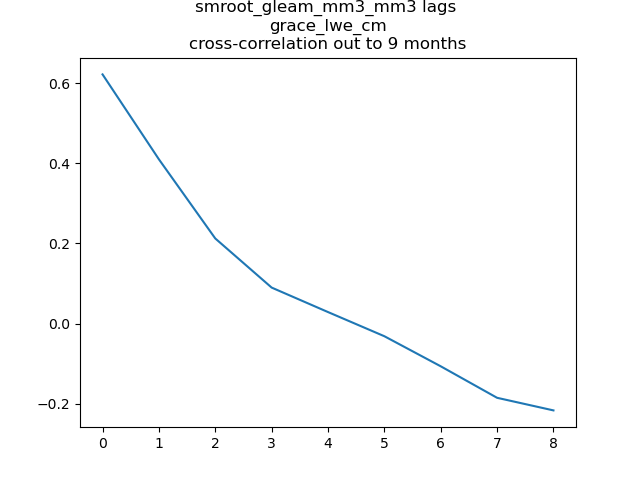 smroot_gleam_mm3_mm3 lags
grace_lwe_cm
cross-correlation out to 9 months
0.6
0.4
0.2
0.0
−0.2
0 1 2 3 4 5 6 7 8